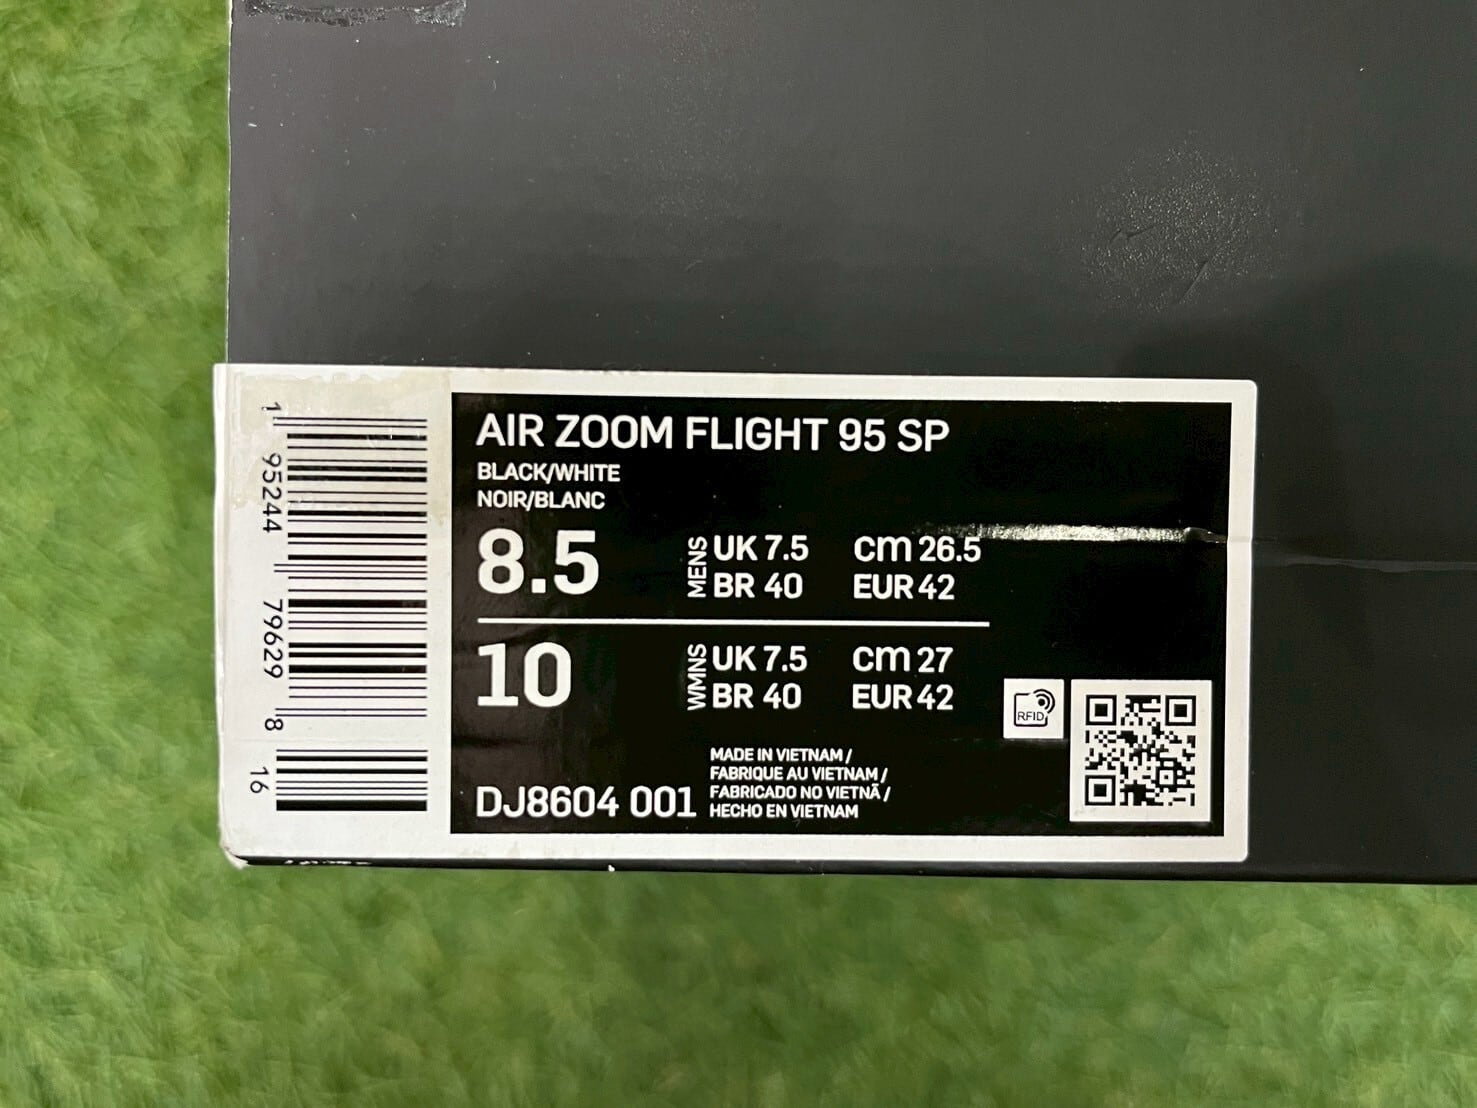 AIR ZOOM FLIGHT 95 SP
BLACK/WHITE
NOIR/BLANC
8.5
MENS
UK 7.5 cm 26.5
BR 40 EUR 42
10
WMNS
UK 7.5 cm 27
BR 40 EUR 42
RFID
MADE IN VIETNAM /
FABRIQUE AU VIETNAM /
FABRICADO NO VIETNÃ /
HECHO EN VIETNAM
DJ8604 001
1 95244 79629 8 16